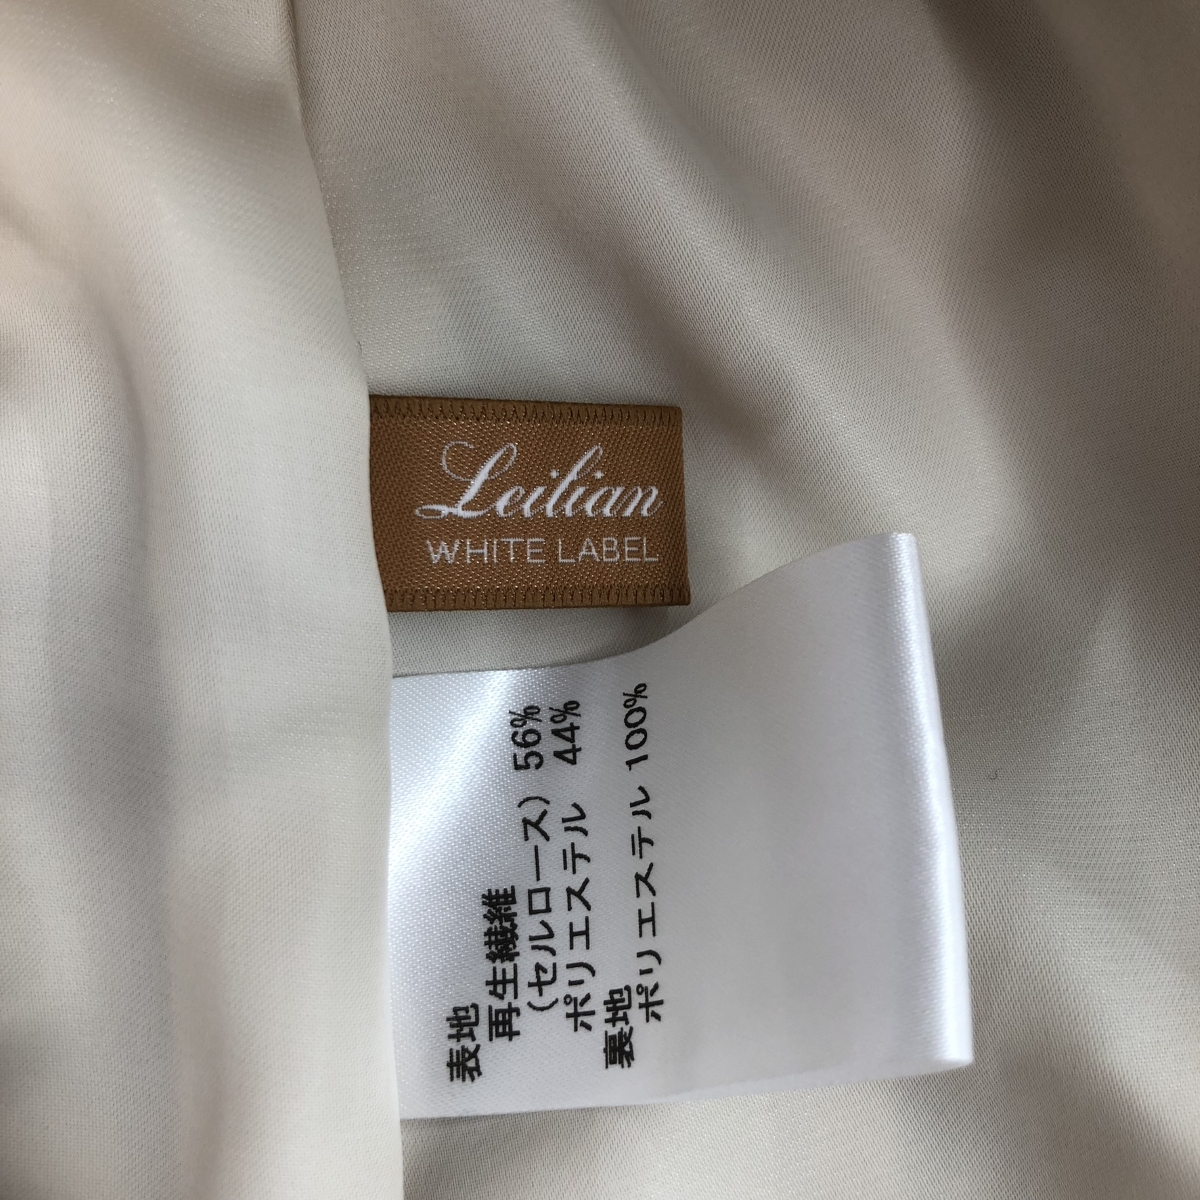 Leilian
WHITE LABEL
表地
再生繊維
(セルロース) 56%
ポリエステル 44%
裏地
ポリエステル 100%